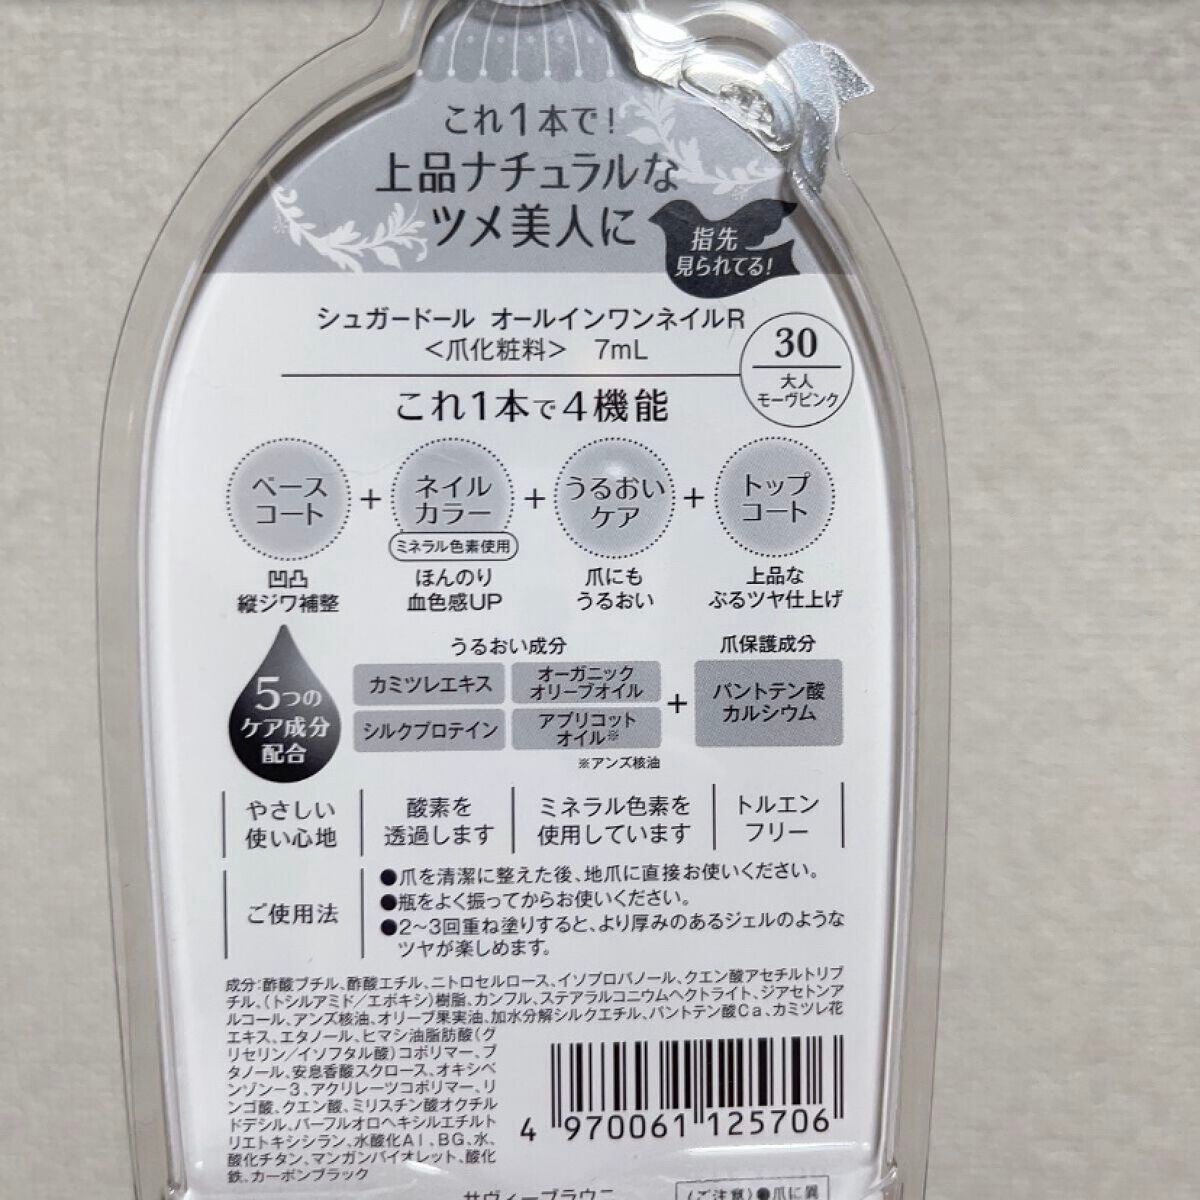 これ1本で！
上品ナチュラルな
ツメ美人に
指先
見られてる！
シュガードール オールインワンネイルR
＜爪化粧料＞ 7mL
30
大人
モーヴピンク
これ1本で4機能
ベース
コート
+
ネイル
カラー
ミネラル色素使用
+
うるおい
ケア
+
トップ
コート
凹凸
縦ジワ補整
ほんのり
血色感UP
爪にも
うるおい
上品な
ぷるツヤ仕上げ
5つの
ケア成分
配合
うるおい成分
カミツレエキス
オーガニック
オリーブオイル
シルクプロテイン
アプリコット
オイル※
※アンズ核油
+
爪保護成分
パントテン酸
カルシウム
やさしい
使い心地
酸素を
透過します
ミネラル色素を
使用しています
トルエン
フリー
ご使用法
●爪を清潔に整えた後、地爪に直接お使いください。
●瓶をよく振ってからお使いください。
●2〜3回重ね塗りすると、より厚みのあるジェルのような
ツヤが楽しめます。
成分:酢酸ブチル、酢酸エチル、ニトロセルロース、イソプロパノール、クエン酸アセチルトリブ
チル、(トシルアミド／エポキシ)樹脂、カンフル、ステアラルコニウムヘクトライト、ジアセトンア
ルコール、アンズ核油、オリーブ果実油、加水分解シルクエチル、パントテン酸Ca、カミツレ花
エキス、エタノール、ヒマシ油脂肪酸(グ
リセリン／イソフタル酸)コポリマー、ブ
タノール、安息香酸スクロース、オキシベ
ンゾン−3、アクリレーツコポリマー、リン
ゴ酸、クエン酸、ミリスチン酸オクチル
ドデシル、パーフルオロヘキシルエチルト
リエトキシシラン、水酸化Al、BG、水、
酸化チタン、マンガンバイオレット、酸化
鉄、カーボンブラック
4 970061 125706
サヴィーブラウニ
(ご注意)●爪に異